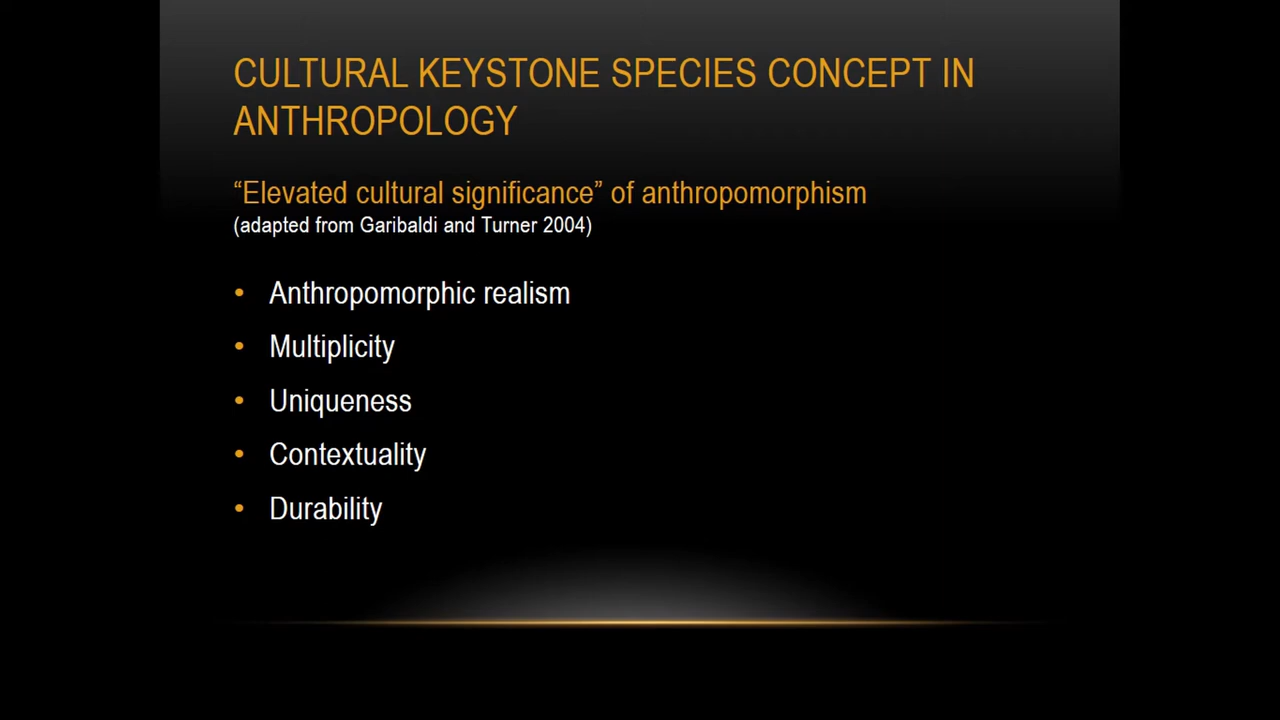 CULTURAL KEYSTONE SPECIES CONCEPT IN
ANTHROPOLOGY
“Elevated cultural significance” of anthropomorphism
(adapted from Garibaldi and Turner 2004)
• Anthropomorphic realism
• Multiplicity
• Uniqueness
• Contextuality
• Durability